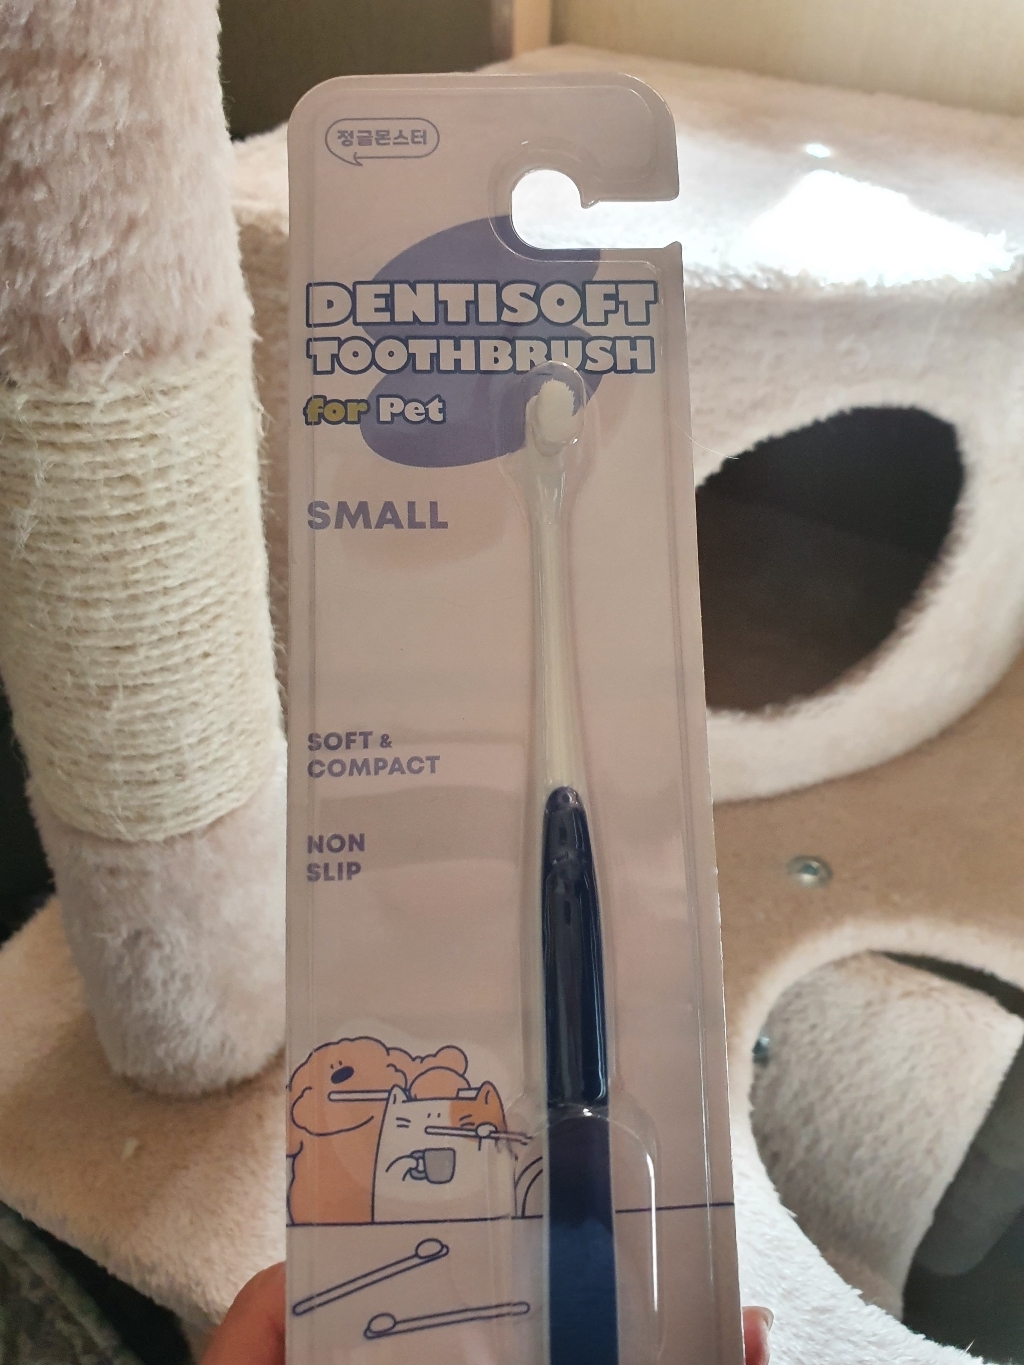 정글몬스터
DENTISOFT
TOOTHBRUSH
for Pet
SMALL
SOFT &
COMPACT
NON
SLIP